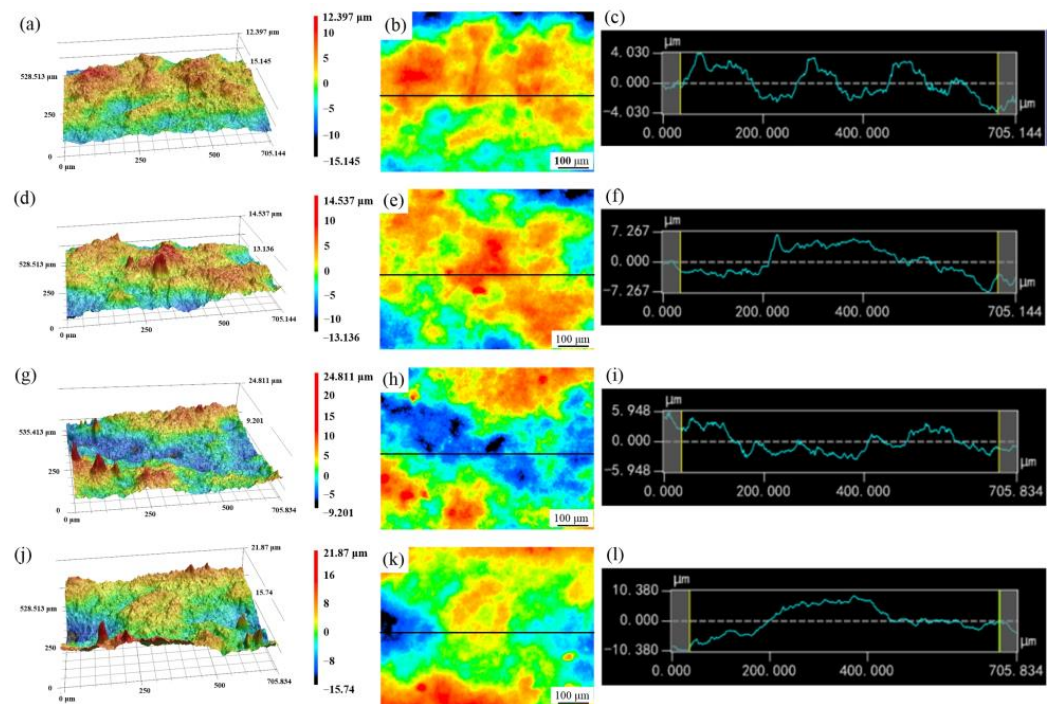 (a)
12.397 μm
15.145
528.513 μm
250
0
0 μm
250
500
705.144
12.397 μm
10
5
0
−5
−10
−15.145
(b)
100 μm
(c)
μm
4.030
0.000
−4.030
μm
0.000
200.000
400.000
705.144
(d)
14.537 μm
13.136
528.513 μm
250
0
0 μm
250
500
705.144
14.537 μm
10
5
0
−5
−10
−13.136
(e)
100 μm
(f)
μm
7.267
0.000
−7.267
μm
0.000
200.000
400.000
705.144
(g)
24.811 μm
9.201
535.413 μm
250
0
0 μm
250
500
705.834
24.811 μm
20
15
10
5
0
−5
−9.201
(h)
100 μm
(i)
μm
5.948
0.000
−5.948
μm
0.000
200.000
400.000
705.834
(j)
21.87 μm
15.74
528.513 μm
250
0
0 μm
250
500
705.834
21.87 μm
16
8
0
−8
−15.74
(k)
100 μm
(l)
μm
10.380
0.000
−10.380
μm
0.000
200.000
400.000
705.834